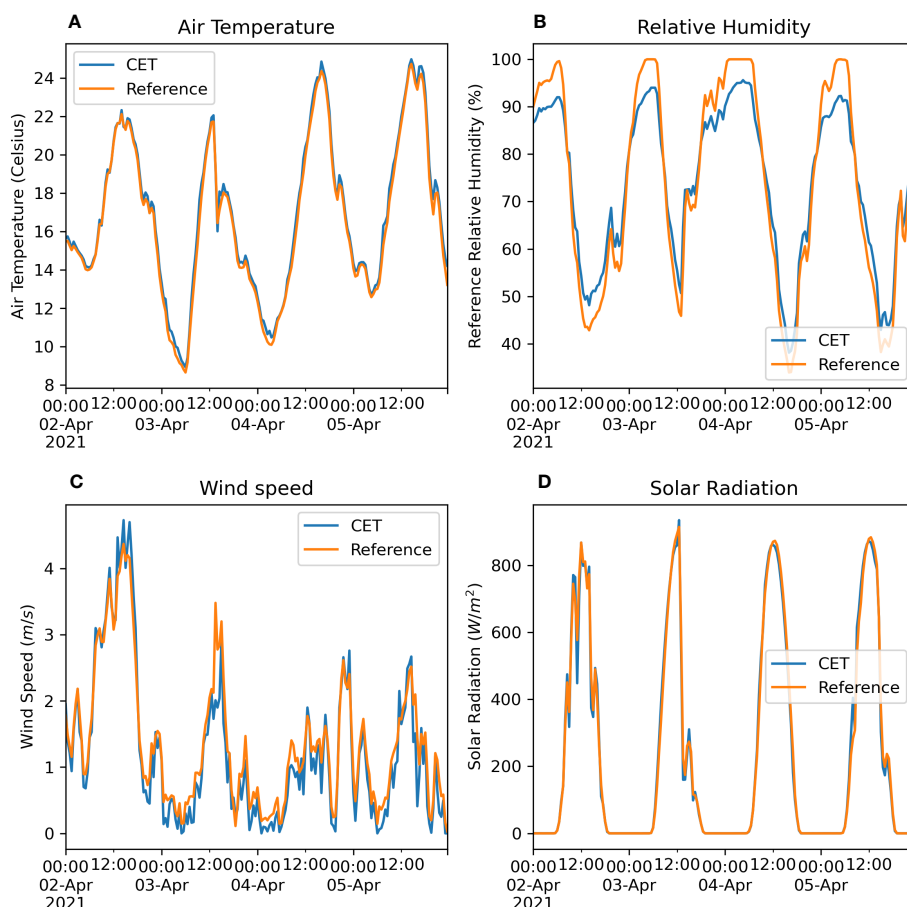 A
Air Temperature
CET
Reference
Air Temperature (Celsius)
24
22
20
18
16
14
12
10
8
00:00 12:00 00:00 12:00 00:00 12:00 00:00 12:00
02-Apr 03-Apr 04-Apr 05-Apr
2021
B
Relative Humidity
Reference Relative Humidity (%)
100
90
80
70
60
50
40
CET
Reference
00:00 12:00 00:00 12:00 00:00 12:00 00:00 12:00
02-Apr 03-Apr 04-Apr 05-Apr
2021
C
Wind speed
CET
Reference
Wind Speed (m/s)
4
3
2
1
0
00:00 12:00 00:00 12:00 00:00 12:00 00:00 12:00
02-Apr 03-Apr 04-Apr 05-Apr
2021
D
Solar Radiation
Solar Radiation (W/m²)
800
600
400
200
0
CET
Reference
00:00 12:00 00:00 12:00 00:00 12:00 00:00 12:00
02-Apr 03-Apr 04-Apr 05-Apr
2021